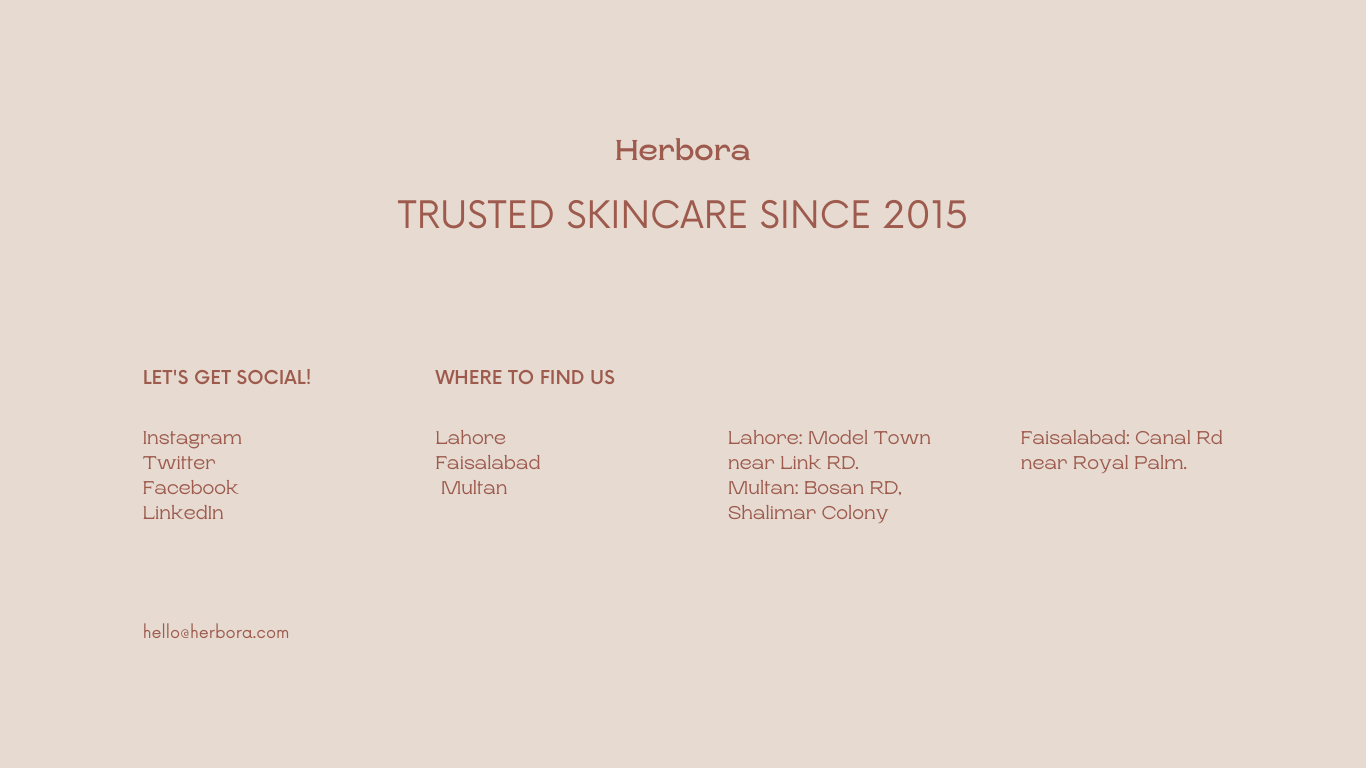 Herbora
TRUSTED SKINCARE SINCE 2015
LET'S GET SOCIAL!
Instagram
Twitter
Facebook
LinkedIn
WHERE TO FIND US
Lahore
Faisalabad
Multan
Lahore: Model Town
near Link RD.
Multan: Bosan RD,
Shalimar Colony
Faisalabad: Canal Rd
near Royal Palm.
hello@herbora.com